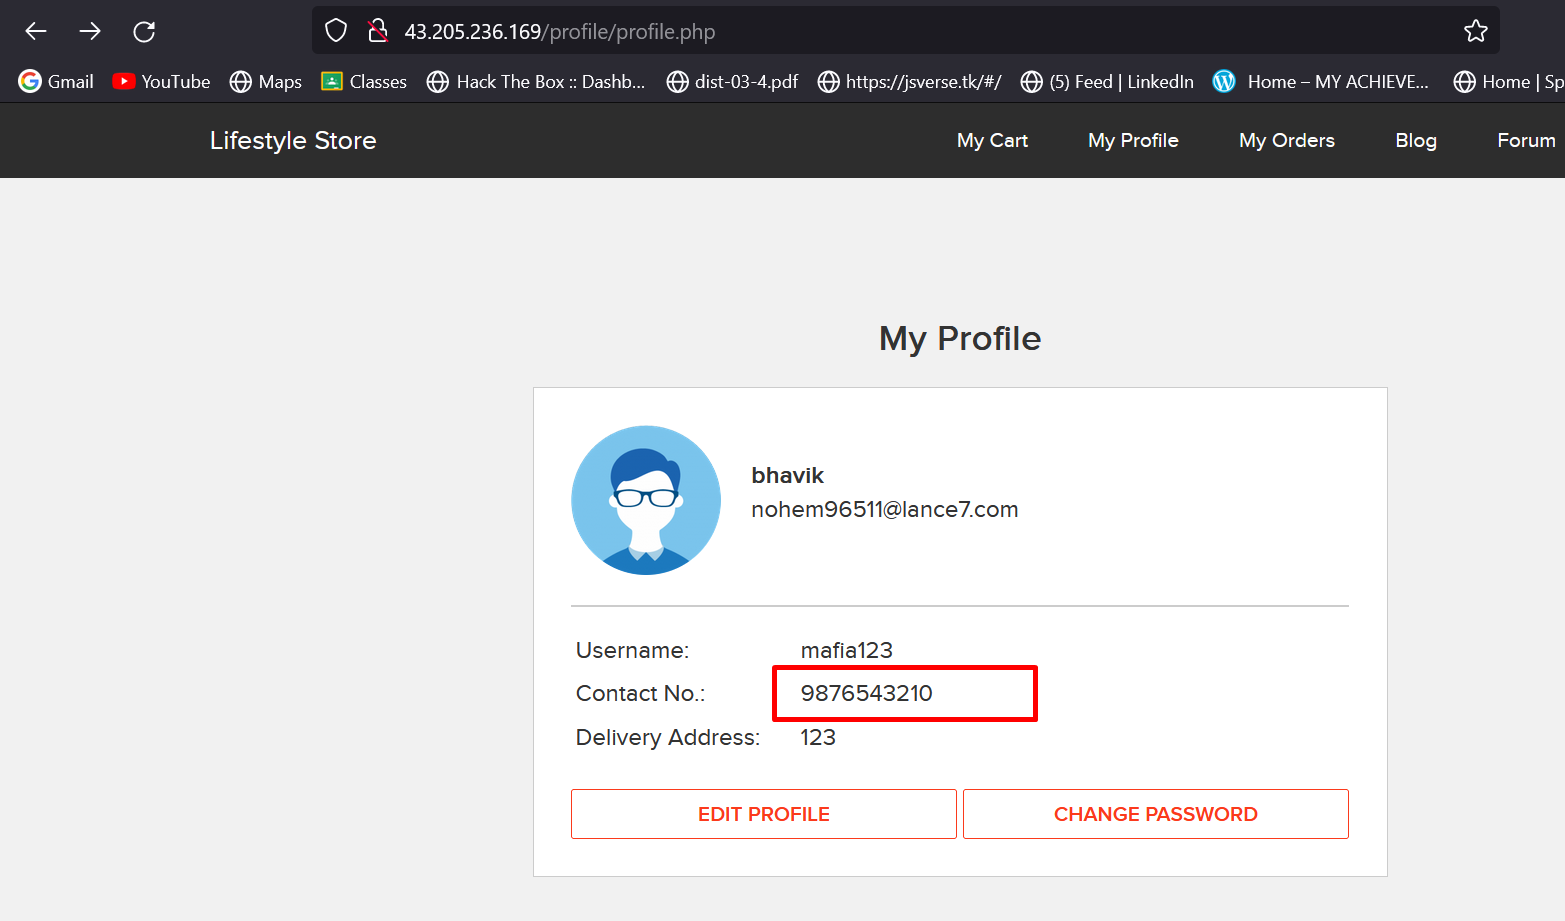 43.205.236.169/profile/profile.php
Gmail YouTube Maps Classes Hack The Box :: Dashb... dist-03-4.pdf https://jsverse.tk/#/ (5) Feed | LinkedIn Home – MY ACHIEVE... Home | Sp
Lifestyle Store My Cart My Profile My Orders Blog Forum
My Profile
bhavik
nohem96511@lance7.com
Username: mafia123
Contact No.: 9876543210
Delivery Address: 123
EDIT PROFILE CHANGE PASSWORD